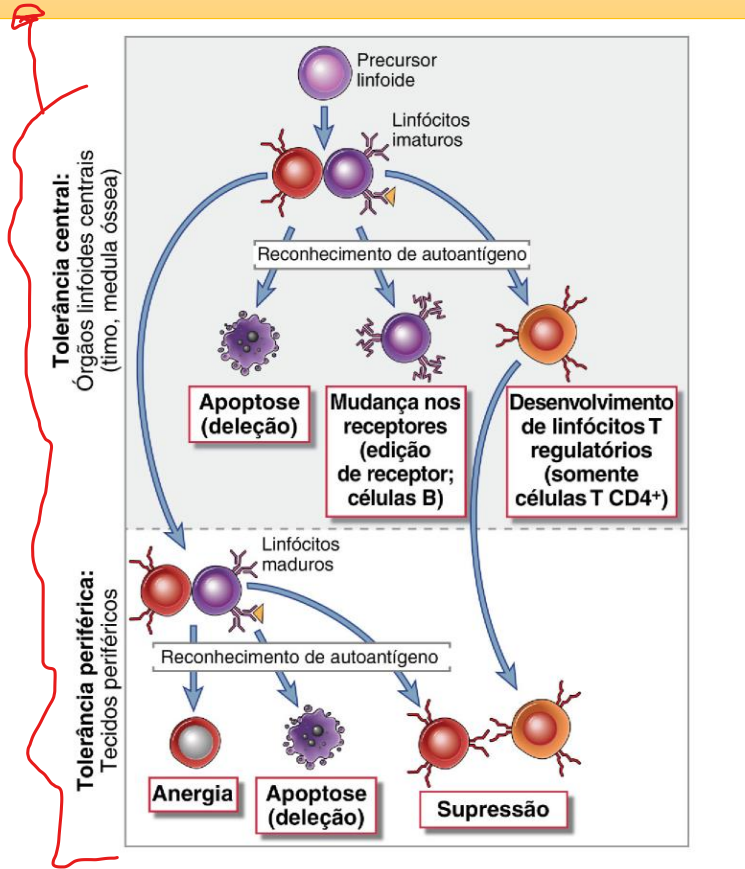 Precursor
linfoide
Linfócitos
imaturos
Tolerância central:
Órgãos linfoides centrais
(timo, medula óssea)
Reconhecimento de autoantígeno
Apoptose
(deleção)
Mudança nos
receptores
(edição
de receptor;
células B)
Desenvolvimento
de linfócitos T
regulatórios
(somente
células T CD4⁺)
Linfócitos
maduros
Tolerância periférica:
Tecidos periféricos
Reconhecimento de autoantígeno
Anergia
Apoptose
(deleção)
Supressão